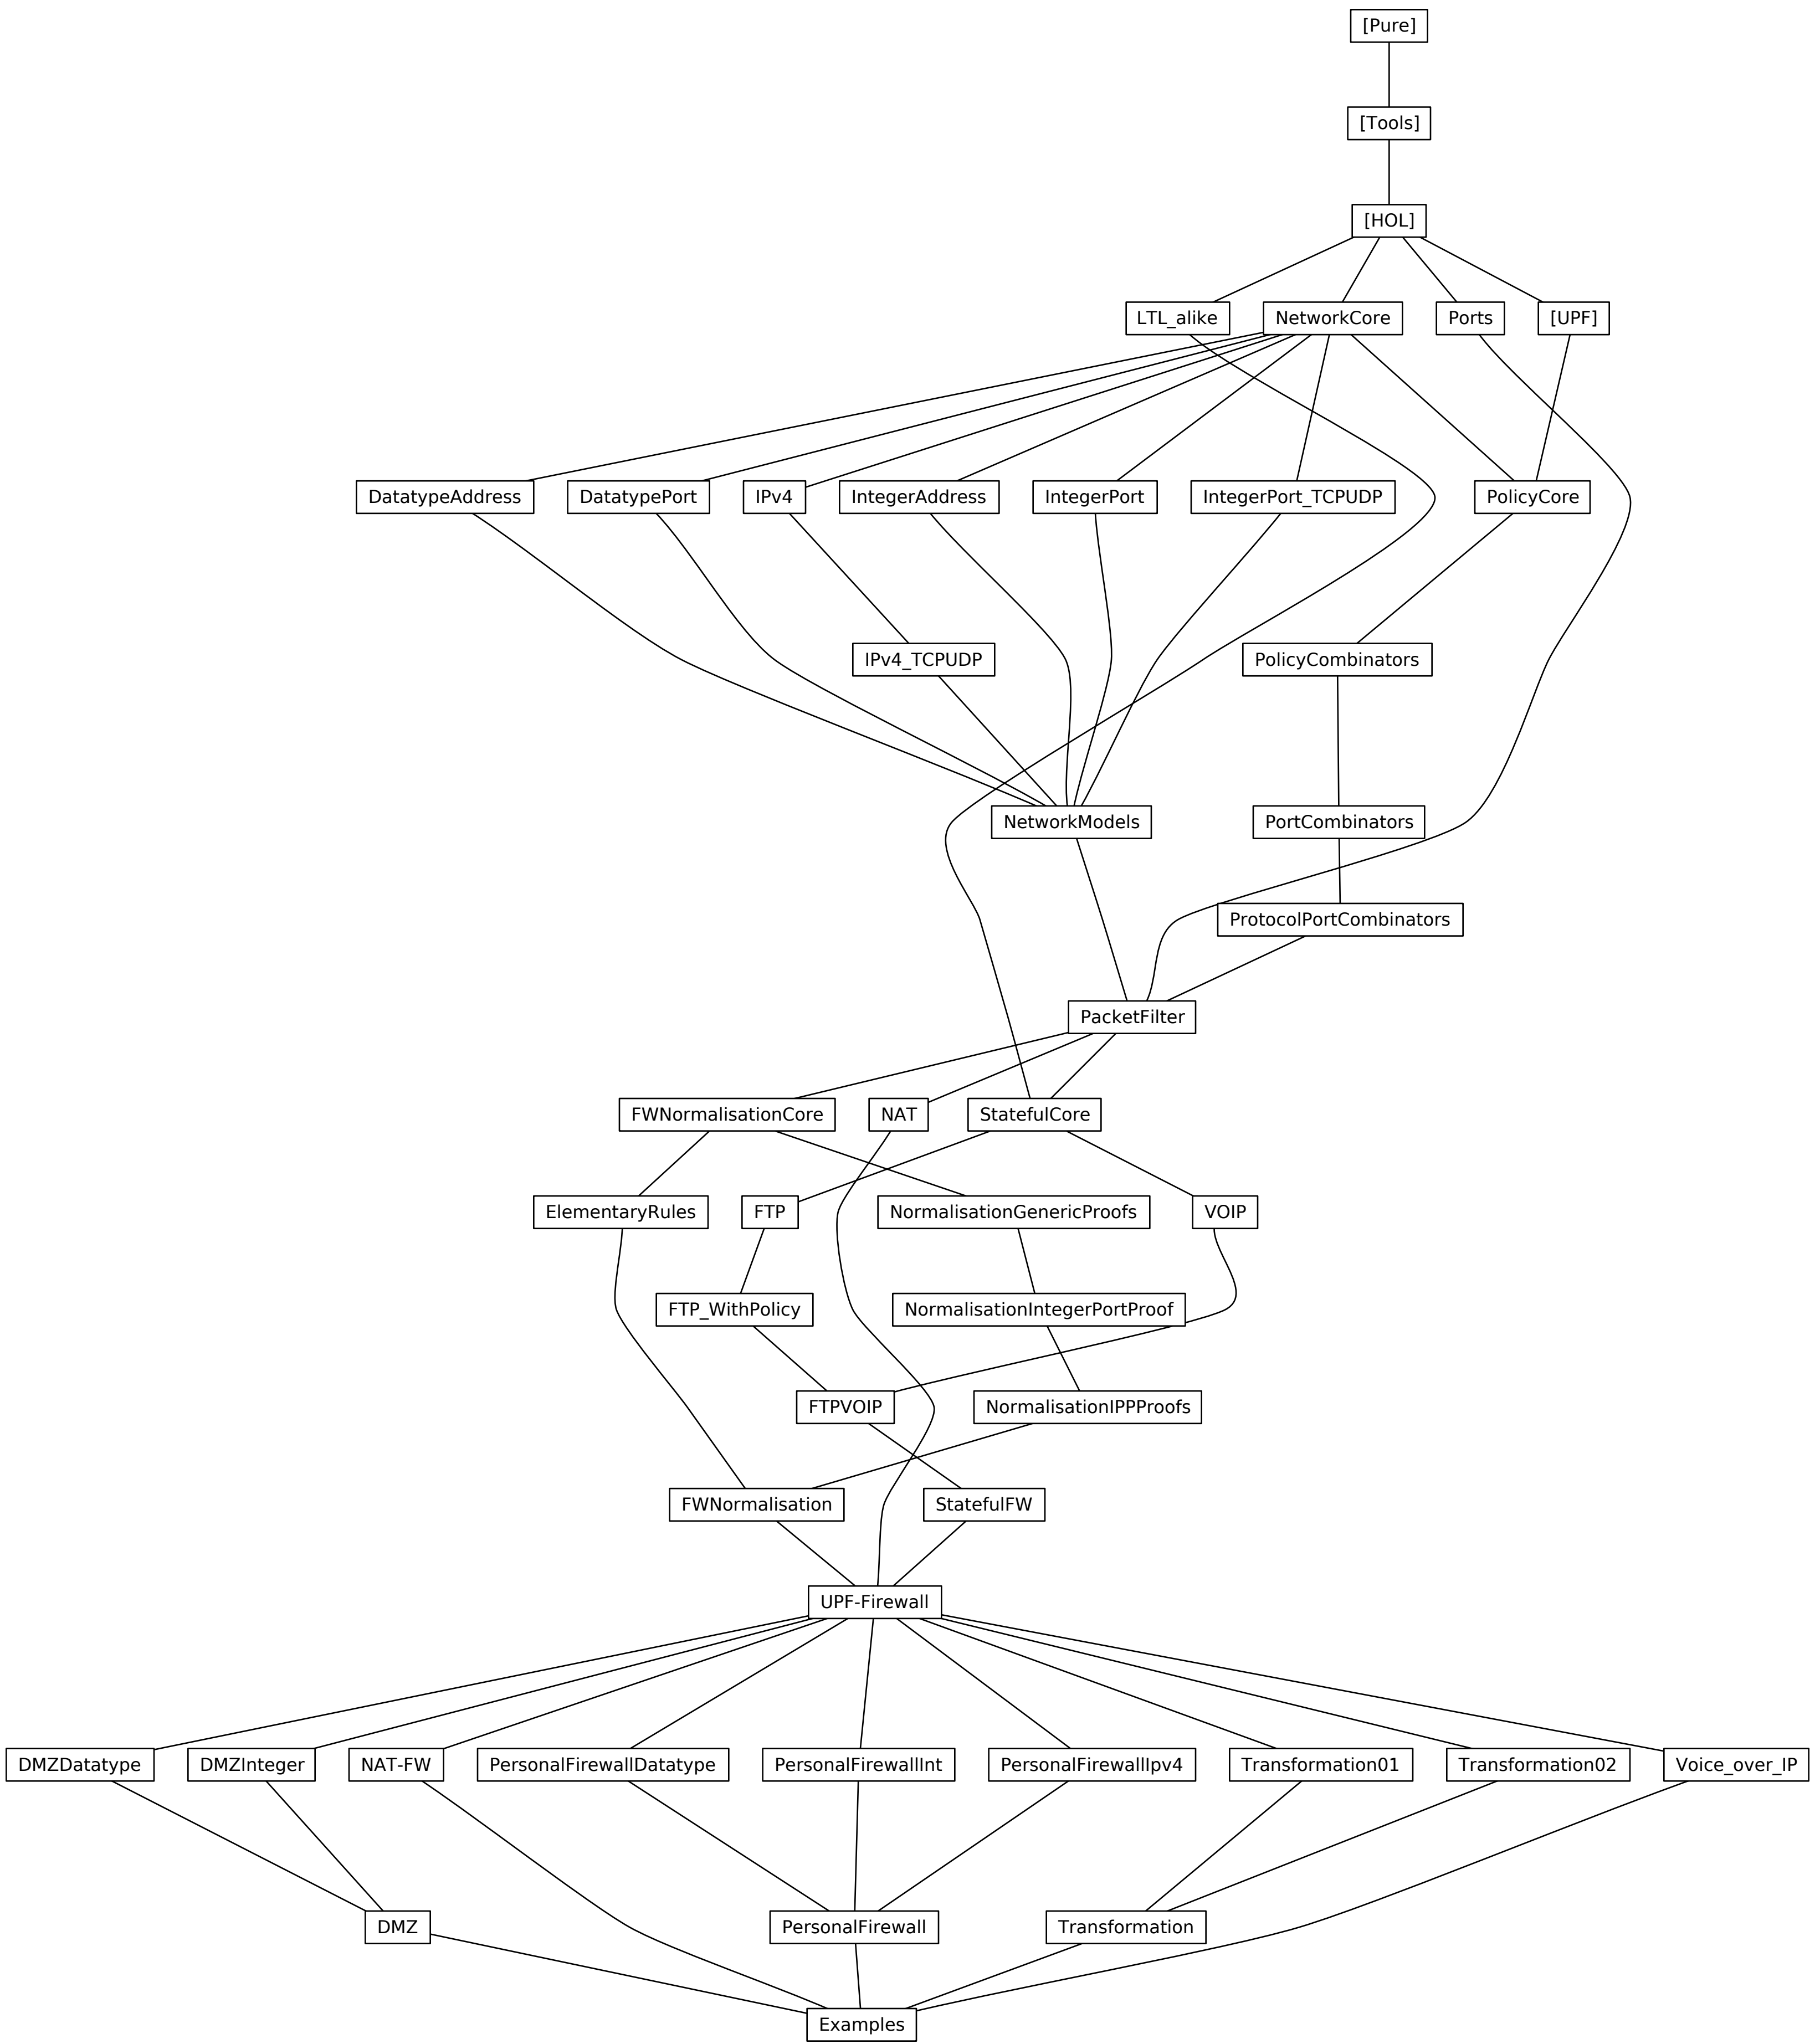 [Pure]
[Tools]
[HOL]
LTL_alike
NetworkCore
Ports
[UPF]
DatatypeAddress
DatatypePort
IPv4
IntegerAddress
IntegerPort
IntegerPort_TCPUDP
PolicyCore
IPv4_TCPUDP
PolicyCombinators
NetworkModels
PortCombinators
ProtocolPortCombinators
PacketFilter
FWNormalisationCore
NAT
StatefulCore
ElementaryRules
FTP
NormalisationGenericProofs
VOIP
FTP_WithPolicy
NormalisationIntegerPortProof
FTPVOIP
NormalisationIPPProofs
FWNormalisation
StatefulFW
UPF-Firewall
DMZDatatype
DMZInteger
NAT-FW
PersonalFirewallDatatype
PersonalFirewallInt
PersonalFirewallIpv4
Transformation01
Transformation02
Voice_over_IP
DMZ
PersonalFirewall
Transformation
Examples